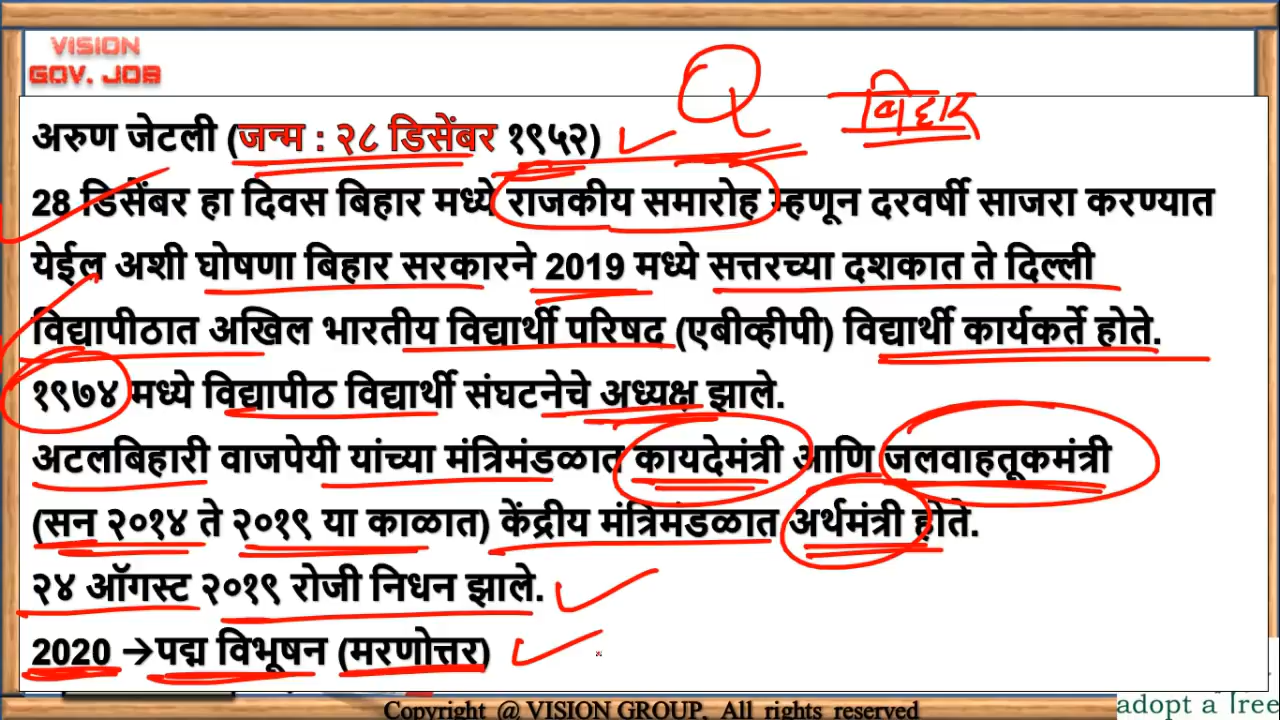 VISION
GOV. JOB
Q
बिहार
अरुण जेटली (जन्म : २८ डिसेंबर १९५२)
28 डिसेंबर हा दिवस बिहार मध्ये राजकीय समारोह म्हणून दरवर्षी साजरा करण्यात
येईल अशी घोषणा बिहार सरकारने 2019 मध्ये सत्तरच्या दशकात ते दिल्ली
विद्यापीठात अखिल भारतीय विद्यार्थी परिषद (एबीव्हीपी) विद्यार्थी कार्यकर्ते होते.
१९७४ मध्ये विद्यापीठ विद्यार्थी संघटनेचे अध्यक्ष झाले.
अटलबिहारी वाजपेयी यांच्या मंत्रिमंडळात कायदेमंत्री आणि जलवाहतूकमंत्री
(सन २०१४ ते २०१९ या काळात) केंद्रीय मंत्रिमंडळात अर्थमंत्री होते.
२४ ऑगस्ट २०१९ रोजी निधन झाले.
2020 →पद्म विभूषन (मरणोत्तर)
Copyright @ VISION GROUP, All rights reserved
adopt a free